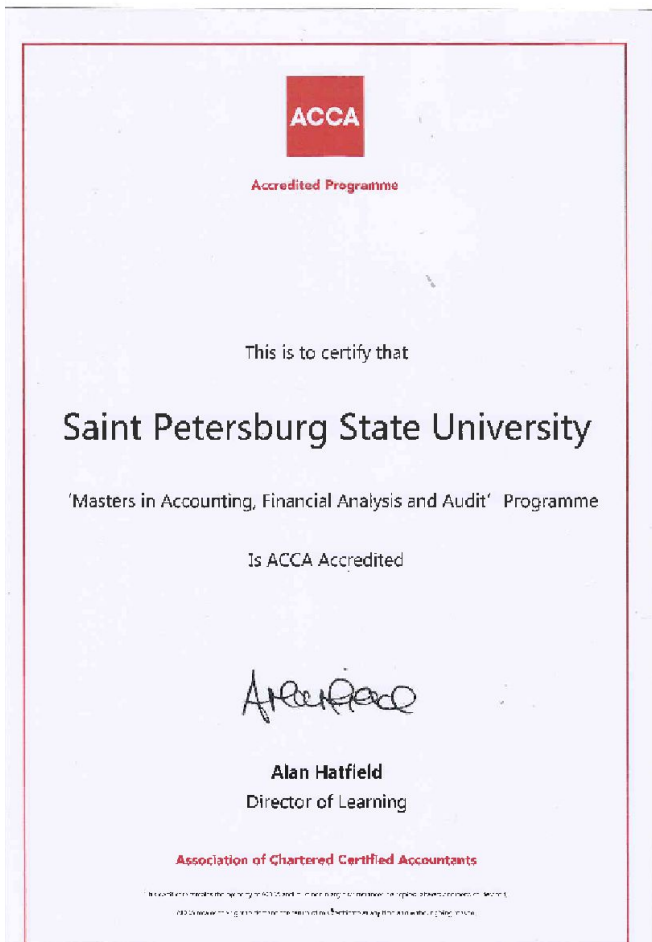 ACCA
Accredited Programme
This is to certify that
Saint Petersburg State University
'Masters in Accounting, Financial Analysis and Audit' Programme
Is ACCA Accredited
Alan Hatfield
Director of Learning
Association of Chartered Certified Accountants